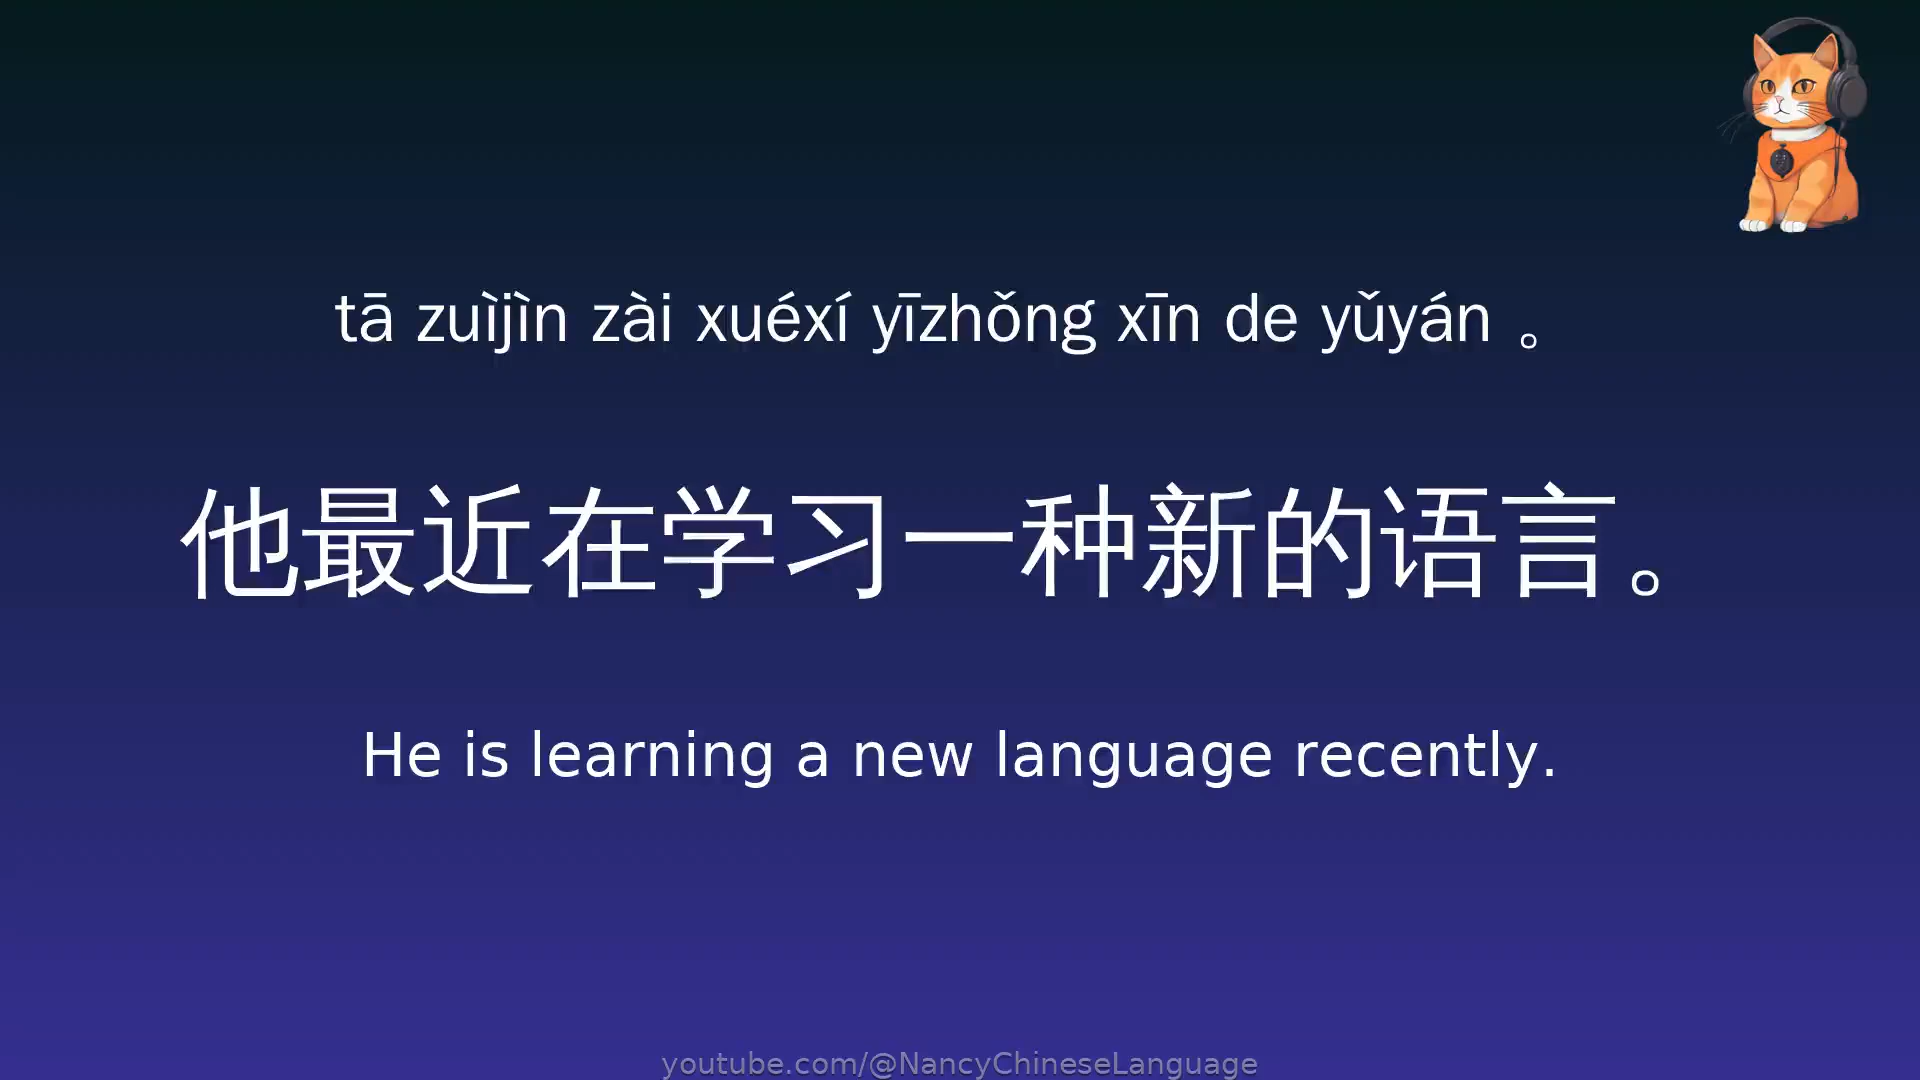 tā zuìjìn zài xuéxí yīzhǒng xīn de yǔyán 。
他最近在学习一种新的语言。
He is learning a new language recently.
youtube.com/@NancyChineseLanguage